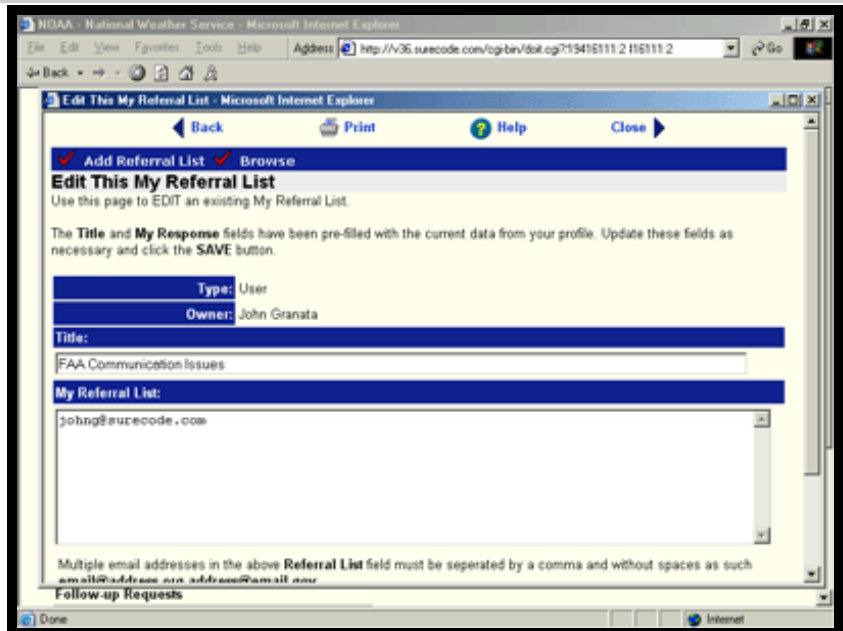 NOAA - National Weather Service - Microsoft Internet Explorer
File Edit View Favorites Tools Help Address http://v36.surecode.com/cgi-bin/doit.cgi?19416111:2 I16111:2 Go
Back
Edit This My Referral List - Microsoft Internet Explorer
Back Print Help Close
Add Referral List Browse
Edit This My Referral List
Use this page to EDIT an existing My Referral List.
The Title and My Response fields have been pre-filled with the current data from your profile. Update these fields as
necessary and click the SAVE button.
Type: User
Owner: John Granata
Title:
FAA Communication Issues
My Referral List:
johng@surecode.com
Multiple email addresses in the above Referral List field must be seperated by a comma and without spaces as such
email@address.org,address@email.gov
Follow-up Requests
Done Internet